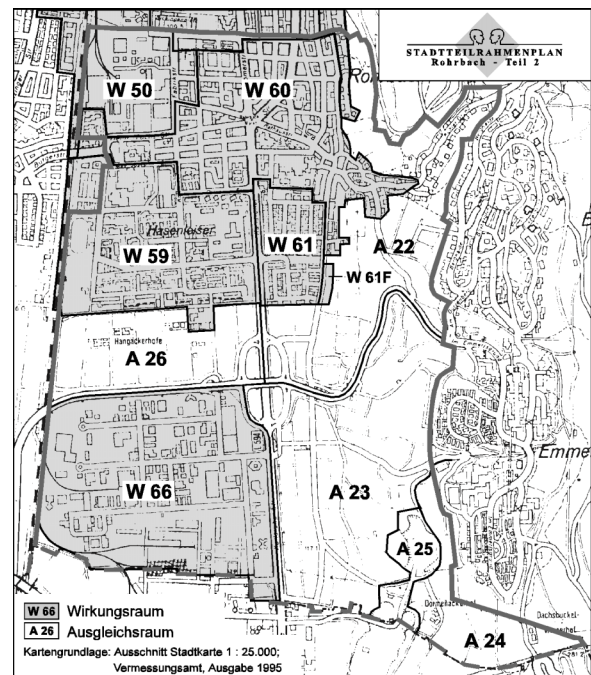 STADTTEILRAHMENPLAN
Rohrbach - Teil 2
W 50
W 60
Hasenleiser
W 59
W 61
A 22
W 61F
Hangäckerhöfe
A 26
W 66
A 23
Emme
A 25
A 24
Dachsbuckel
W 66 Wirkungsraum
A 26 Ausgleichsraum
Kartengrundlage: Ausschnitt Stadtkarte 1 : 25.000;
Vermessungsamt, Ausgabe 1995